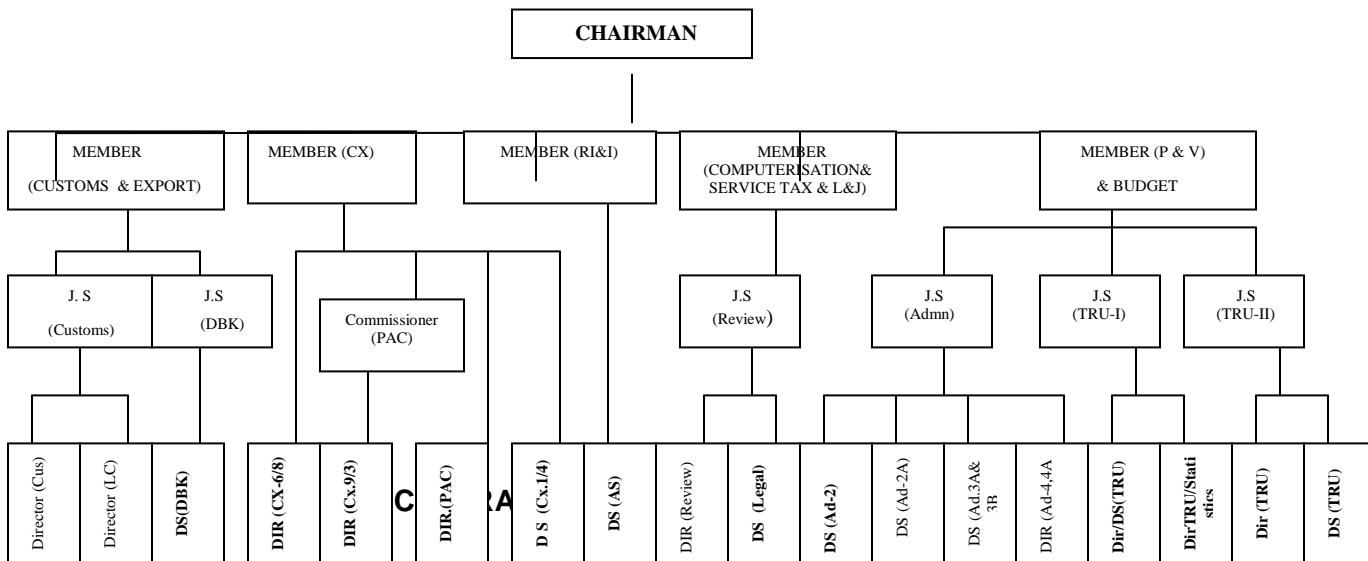 CHAIRMAN
MEMBER
(CUSTOMS & EXPORT)
MEMBER (CX)
MEMBER (RI&I)
MEMBER
(COMPUTERISATION&
SERVICE TAX & L&J)
MEMBER (P & V)
& BUDGET
J. S
(Customs)
J.S
(DBK)
Commissioner
(PAC)
J.S
(Review)
J.S
(Admn)
J.S
(TRU-I)
J.S
(TRU-II)
Director (Cus)
Director (LC)
DS(DBK)
DIR (CX-6/8)
DIR (Cx.9/3)
DIR.(PAC)
D S (Cx.1/4)
DS (AS)
DIR (Review)
DS (Legal)
DS (Ad-2)
DS (Ad-2A)
DS (Ad.3A&
3B
DIR (Ad-4,4A
Dir/DS(TRU)
DirTRU/Stati
stics
Dir (TRU)
DS (TRU)